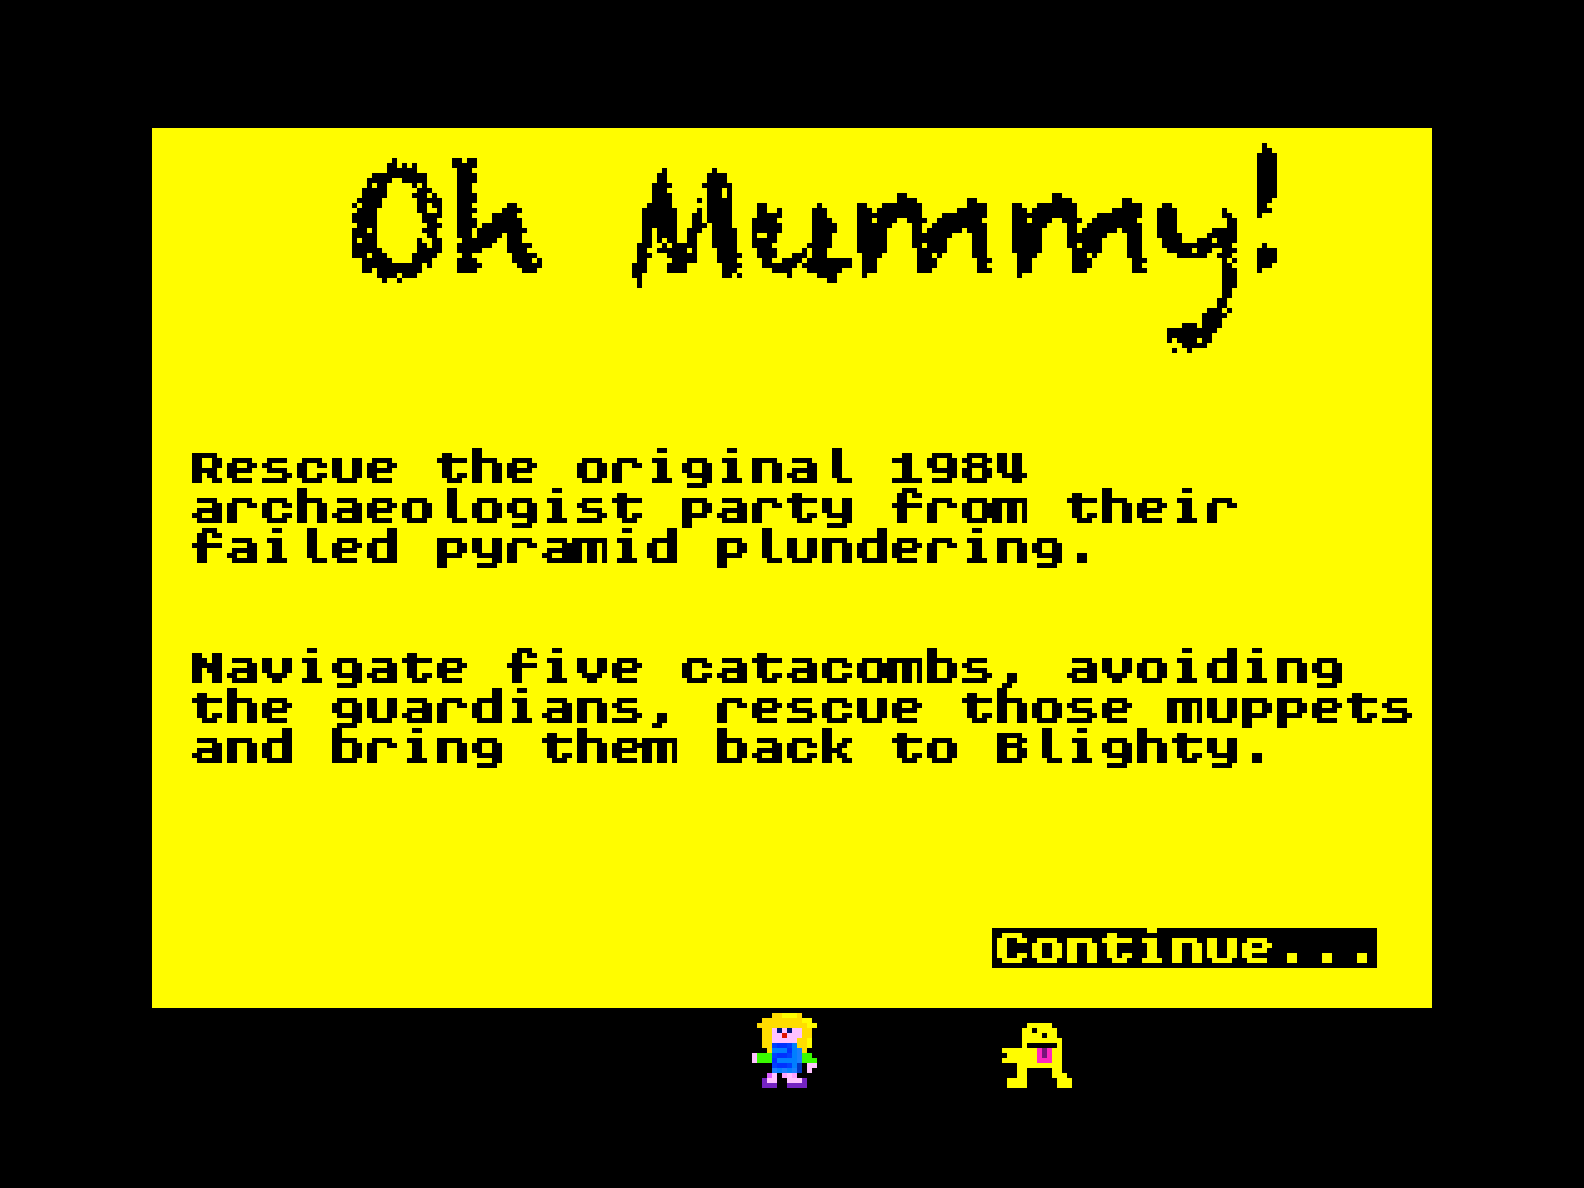 Oh Mummy!
Rescue the original 1984
archaeologist party from their
failed pyramid plundering.
Navigate five catacombs, avoiding
the guardians, rescue those muppets
and bring them back to Blighty.
Continue...